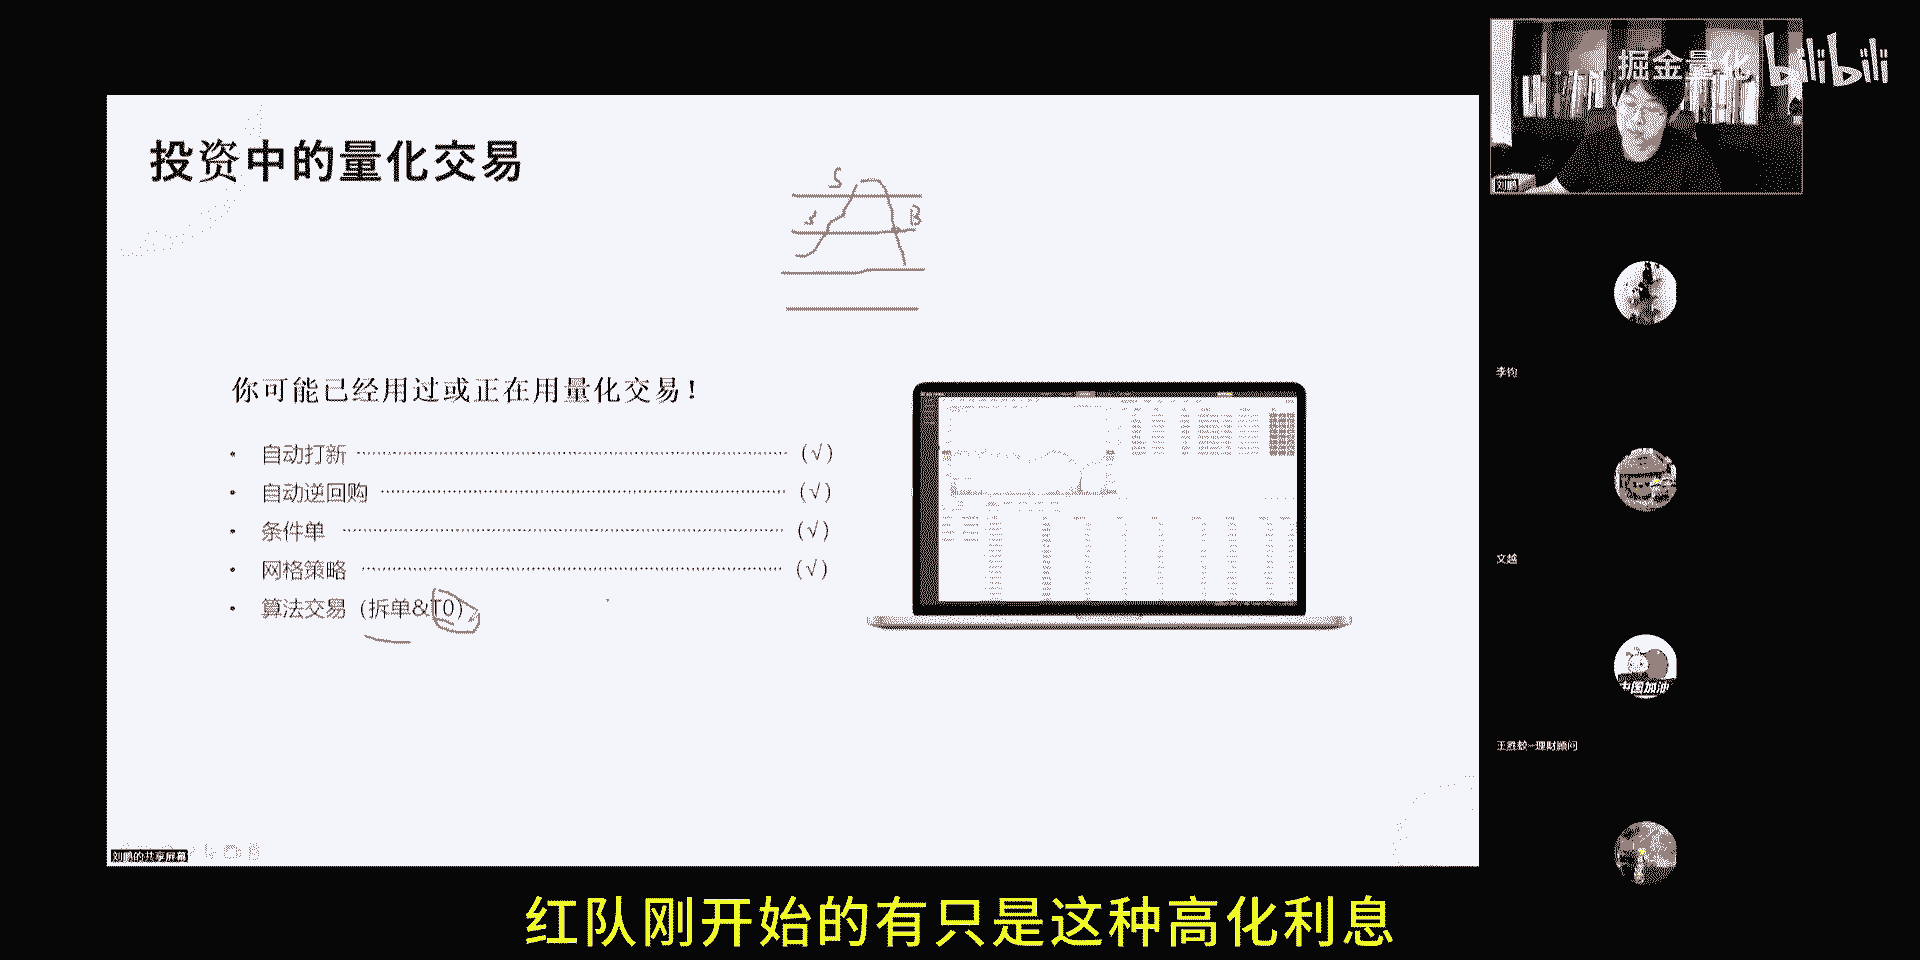 掘金量化 bilibili
刘鹏
投资中的量化交易
S
B
你可能已经用过或正在用量化交易!
• 自动打新 (√)
• 自动逆回购 (√)
• 条件单 (√)
• 网格策略 (√)
• 算法交易 (拆单&T0)
李钧
文越
中国加油
理财顾问
刘鹏的共享屏幕
红队刚开始的有只是这种高化利息